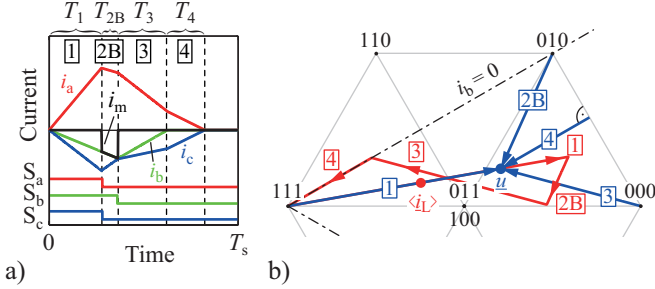 T1 T2B T3 T4
1 2B 3 4
Current
ia
im
ib
ic
Sa
Sb
Sc
0 Time Ts
a)
110 010
ib = 0
2B
4
1
3
4
1
111 011 u 000
<iL>
100
2B
3
b)